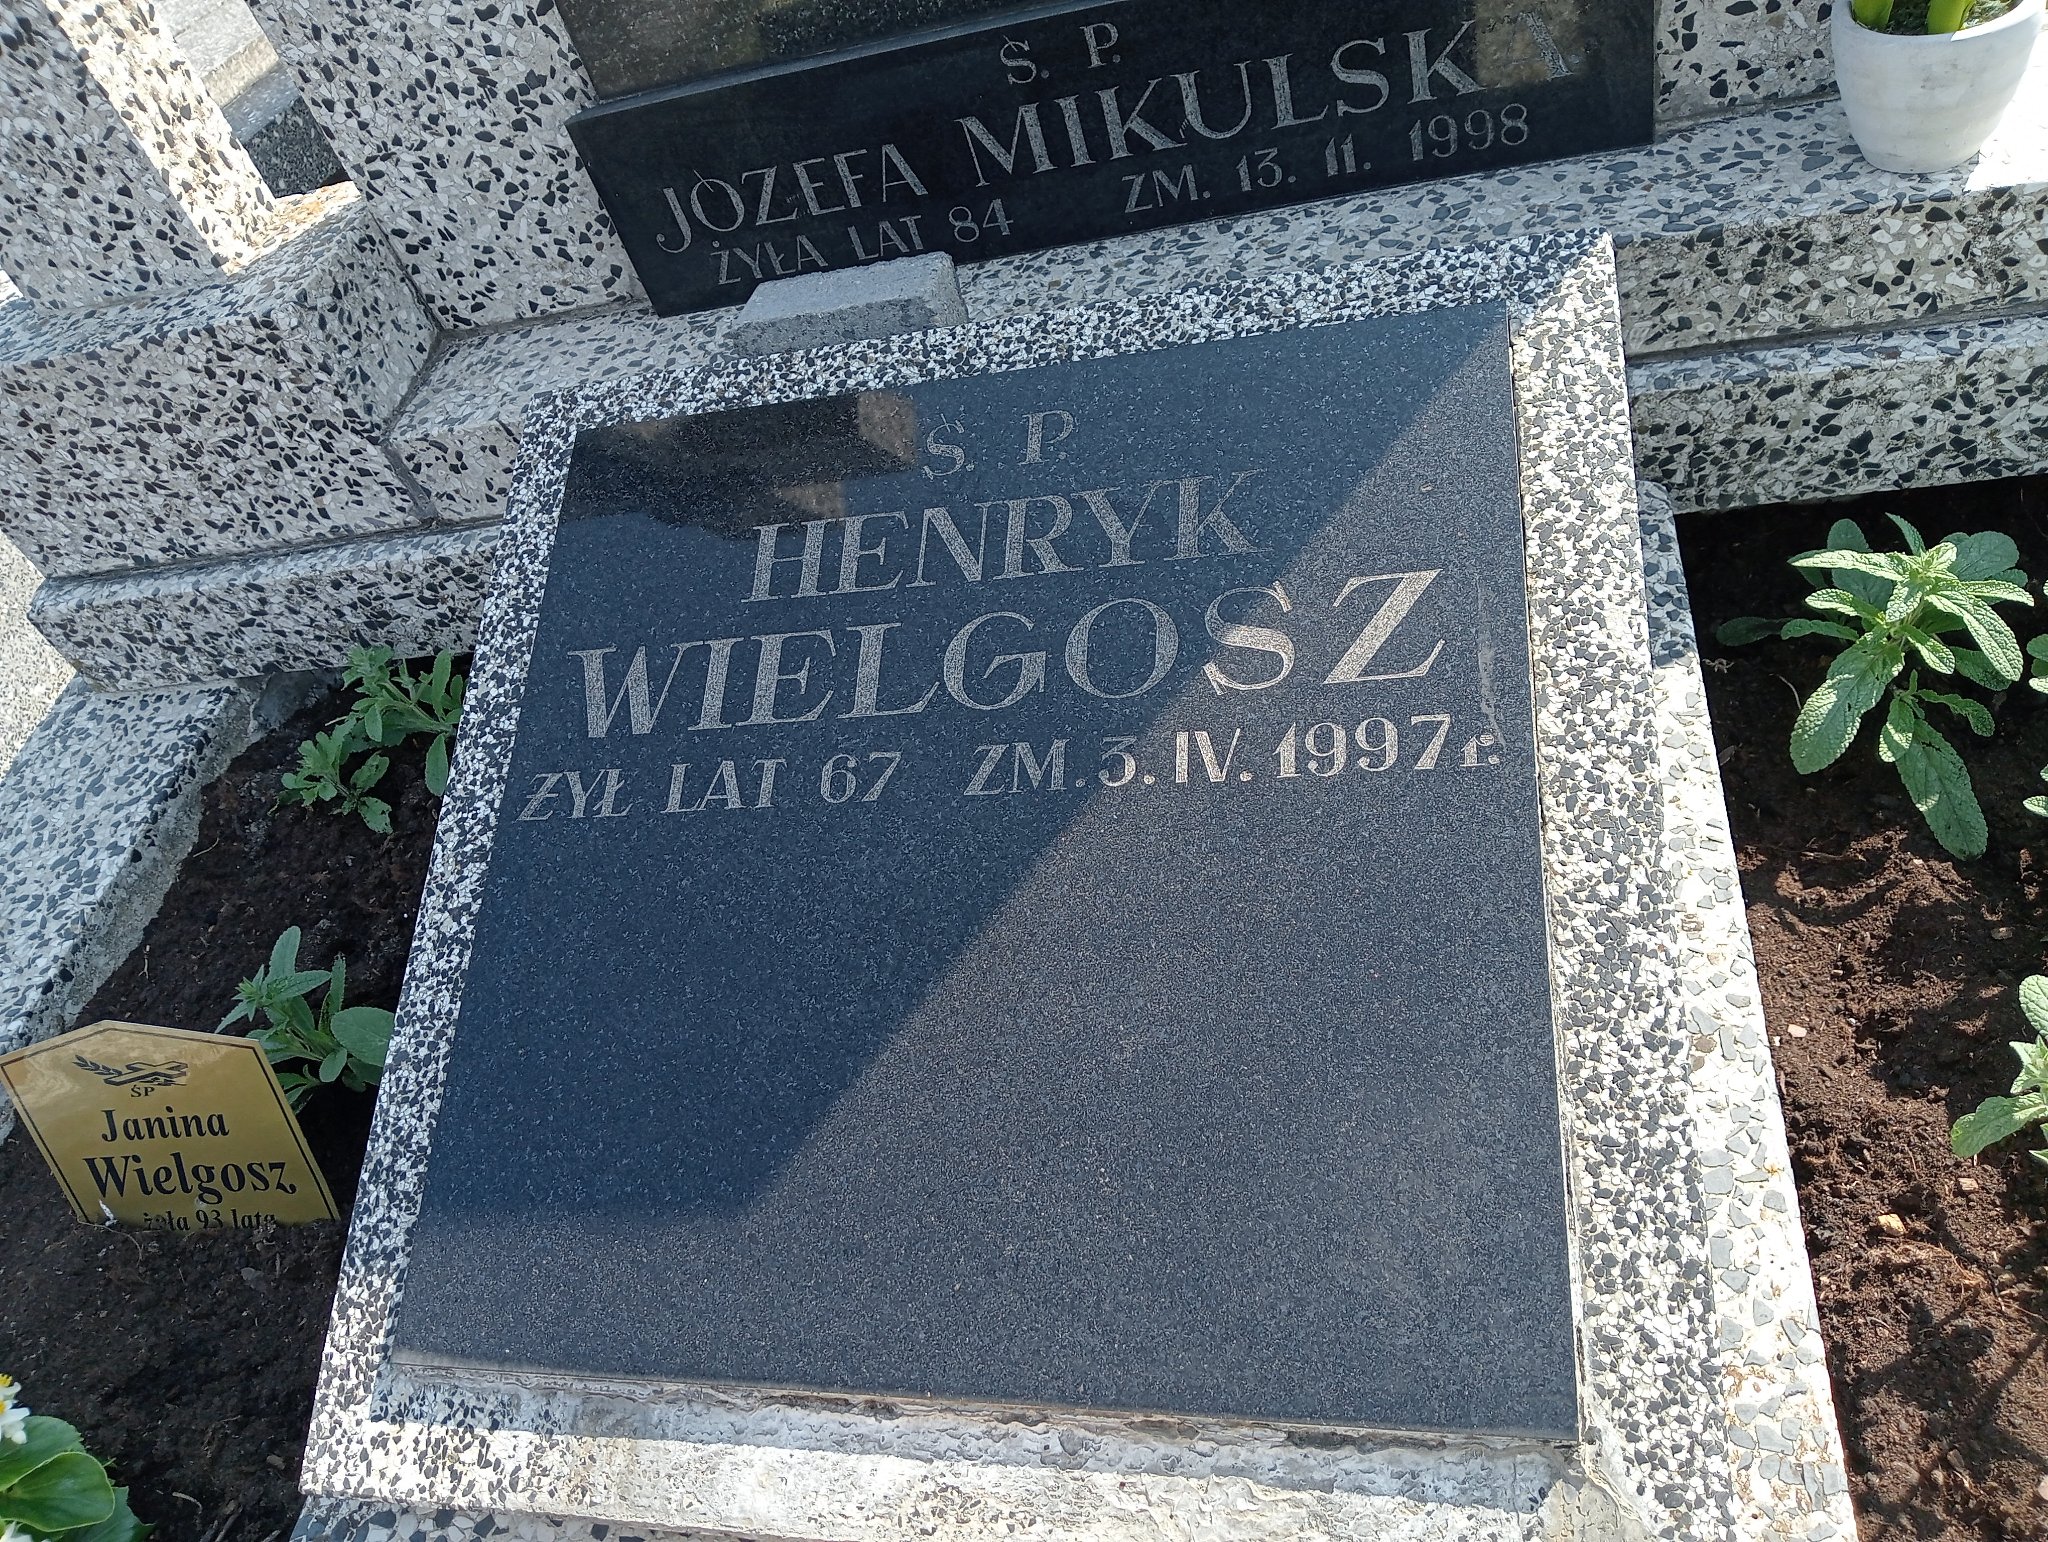 Ś. P.
JÓZEFA MIKULSKA
ŻYŁA LAT 84 ZM. 13. 11. 1998
Ś. P.
HENRYK
WIELGOSZ
ŻYŁ LAT 67 ZM. 3. IV. 1997 r.
ŚP
Janina
Wielgosz
żyła 93 lata